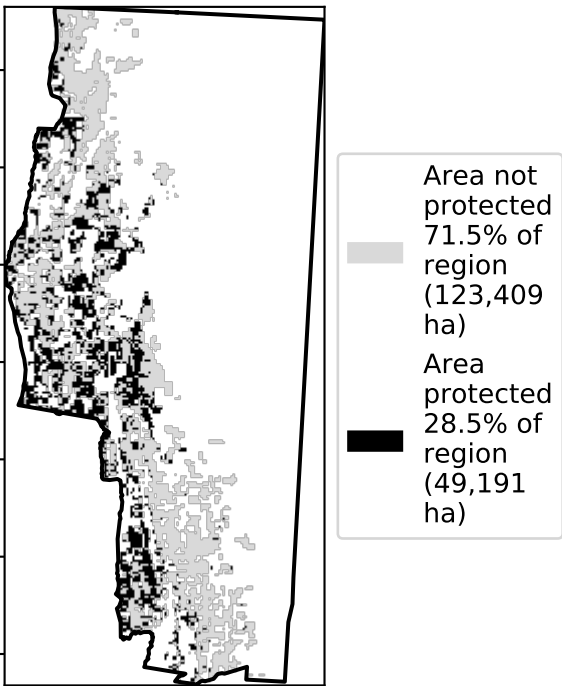 Area not
protected
71.5% of
region
(123,409
ha)
Area
protected
28.5% of
region
(49,191
ha)